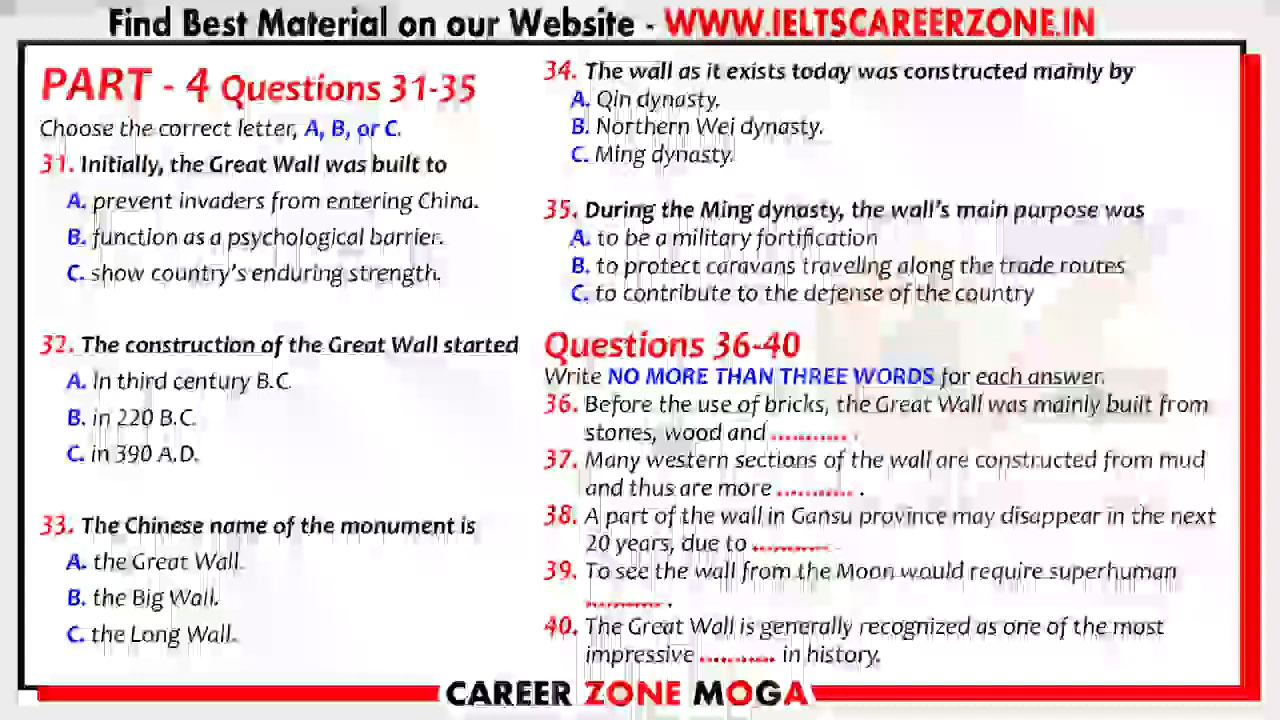 Find Best Material on our Website - WWW.IELTSCAREERZONE.IN
PART - 4 Questions 31-35
Choose the correct letter, A, B, or C.
31. Initially, the Great Wall was built to
A. prevent invaders from entering China.
B. function as a psychological barrier.
C. show country's enduring strength.
32. The construction of the Great Wall started
A. In third century B.C.
B. in 220 B.C.
C. in 390 A.D.
33. The Chinese name of the monument is
A. the Great Wall.
B. the Big Wall.
C. the Long Wall.
34. The wall as it exists today was constructed mainly by
A. Qin dynasty.
B. Northern Wei dynasty.
C. Ming dynasty.
35. During the Ming dynasty, the wall's main purpose was
A. to be a military fortification
B. to protect caravans traveling along the trade routes
C. to contribute to the defense of the country
Questions 36-40
Write NO MORE THAN THREE WORDS for each answer.
36. Before the use of bricks, the Great Wall was mainly built from
stones, wood and ........... .
37. Many western sections of the wall are constructed from mud
and thus are more ........... .
38. A part of the wall in Gansu province may disappear in the next
20 years, due to ........... .
39. To see the wall from the Moon would require superhuman
........... .
40. The Great Wall is generally recognized as one of the most
impressive ........... in history.
CAREER ZONE MOGA